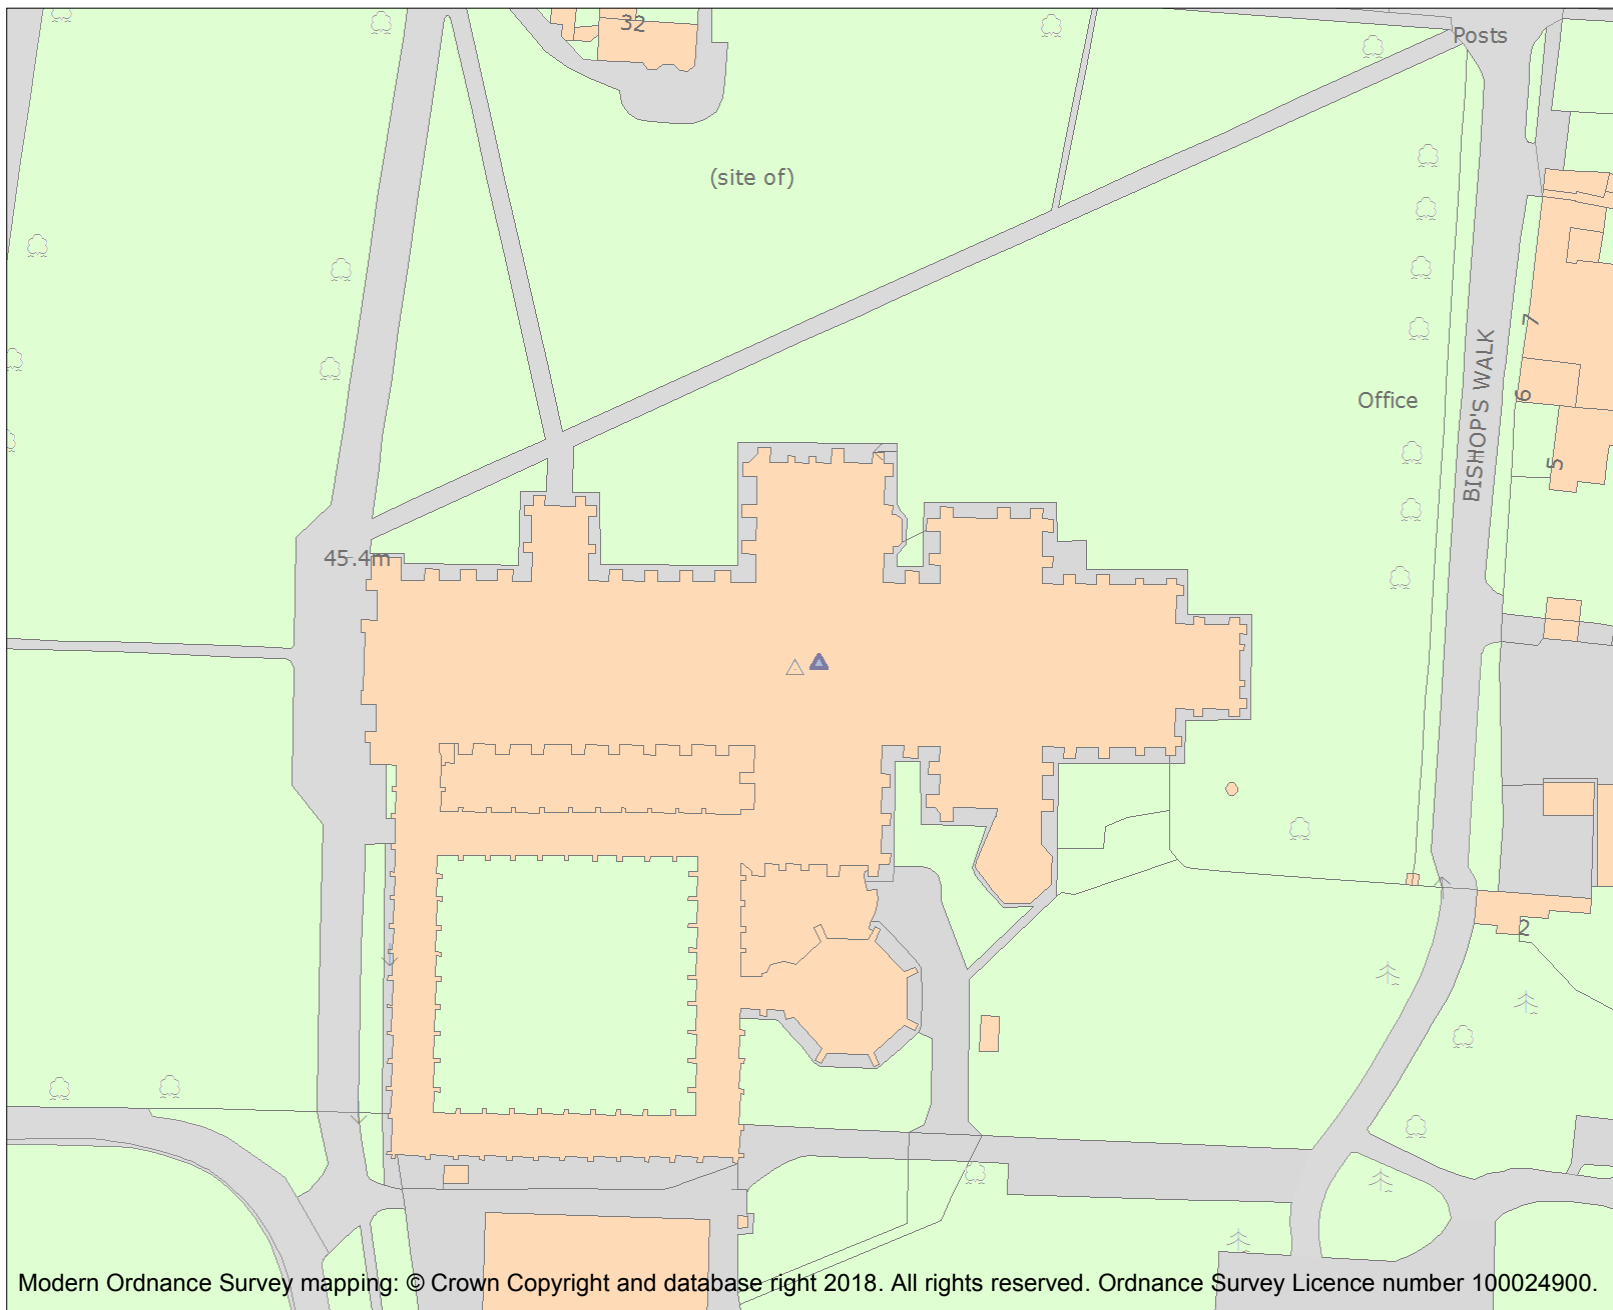 32
Posts
(site of)
7
BISHOP'S WALK
6
Office
5
45.4m
2
Modern Ordnance Survey mapping: © Crown Copyright and database right 2018. All rights reserved. Ordnance Survey Licence number 100024900.